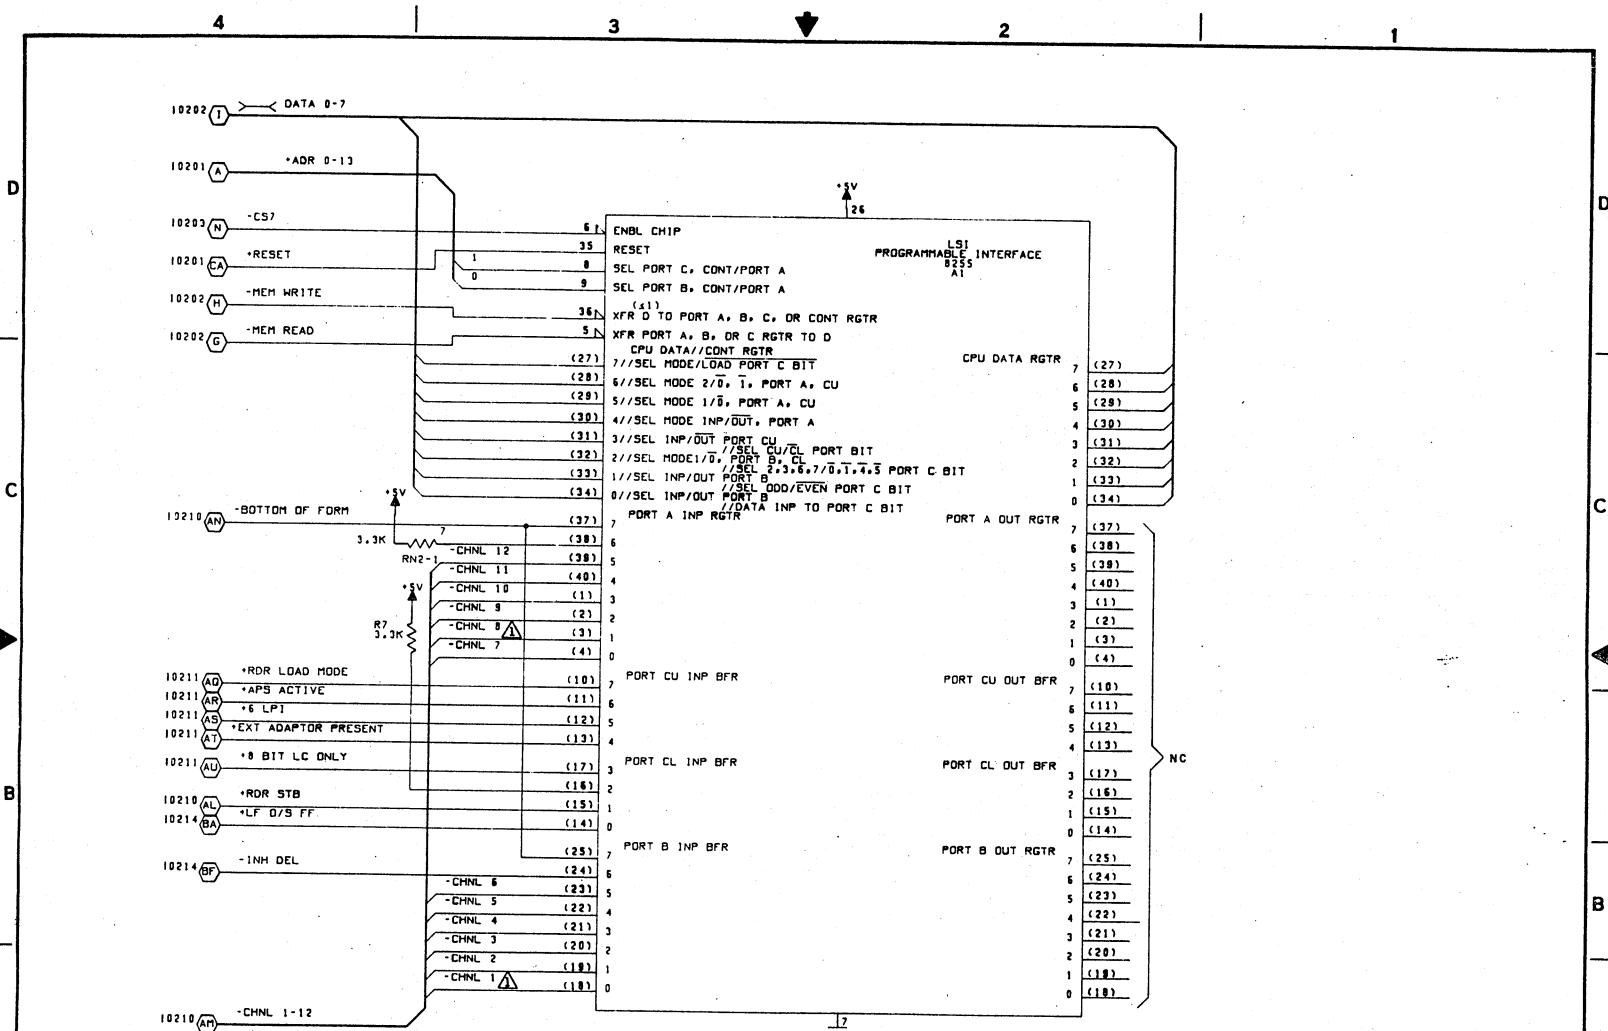 4 3 2 1
10202 I DATA 0-7
10201 A +ADR 0-13
D D
+5V
26
10203 N -CS7 6 ENBL CHIP
LSI
PROGRAMMABLE INTERFACE
8255
A1
10201 CA +RESET 35 RESET
1 8 SEL PORT C, CONT/PORT A
0 9 SEL PORT B, CONT/PORT A
10202 H -MEM WRITE
(≤1)
36 XFR D TO PORT A, B, C, OR CONT RGTR
10202 G -MEM READ 5 XFR PORT A, B, OR C RGTR TO D
CPU DATA//CONT RGTR CPU DATA RGTR
(27) 7//SEL MODE/LOAD PORT C BIT 7 (27)
(28) 6//SEL MODE 2/0, 1, PORT A, CU 6 (28)
(29) 5//SEL MODE 1/0, PORT A, CU 5 (29)
(30) 4//SEL MODE INP/OUT, PORT A 4 (30)
(31) 3//SEL INP/OUT PORT CU 3 (31)
//SEL CU/CL PORT BIT
(32) 2//SEL MODE1/0, PORT B, CL 2 (32)
//SEL 2,3,6,7/0,1,4,5 PORT C BIT
(33) 1//SEL INP/OUT PORT B 1 (33)
//SEL ODD/EVEN PORT C BIT
(34) 0//SEL INP/OUT PORT B 0 (34)
//DATA INP TO PORT C BIT
C C
+5V
10210 AN -BOTTOM OF FORM (37) 7 PORT A INP RGTR PORT A OUT RGTR 7 (37)
3.3K 7 RN2-1 (38) 6 6 (38)
-CHNL 12 (39) 5 5 (39)
-CHNL 11 (40) 4 4 (40)
+5V
-CHNL 10 (1) 3 3 (1)
-CHNL 9 (2) 2 2 (2)
R7
3.3K
-CHNL 8 1 (3) 1 1 (3)
-CHNL 7 (4) 0 0 (4)
10211 AQ +RDR LOAD MODE (10) 7 PORT CU INP BFR PORT CU OUT BFR 7 (10)
10211 AR +APS ACTIVE (11) 6 6 (11)
10211 AS +6 LPI (12) 5 5 (12)
10211 AT +EXT ADAPTOR PRESENT (13) 4 4 (13)
NC
10211 AU +8 BIT LC ONLY (17) 3 PORT CL INP BFR PORT CL OUT BFR 3 (17)
(16) 2 2 (16)
B
10210 AL +RDR STB (15) 1 1 (15)
10214 BA +LF O/S FF (14) 0 0 (14)
(25) 7 PORT B INP BFR PORT B OUT RGTR 7 (25)
10214 BF -INH DEL (24) 6 6 (24)
-CHNL 6 (23) 5 5 (23)
B
-CHNL 5 (22) 4 4 (22)
-CHNL 4 (21) 3 3 (21)
-CHNL 3 (20) 2 2 (20)
-CHNL 2 (19) 1 1 (19)
-CHNL 1 1 (18) 0 0 (18)
10210 AM -CHNL 1-12
7